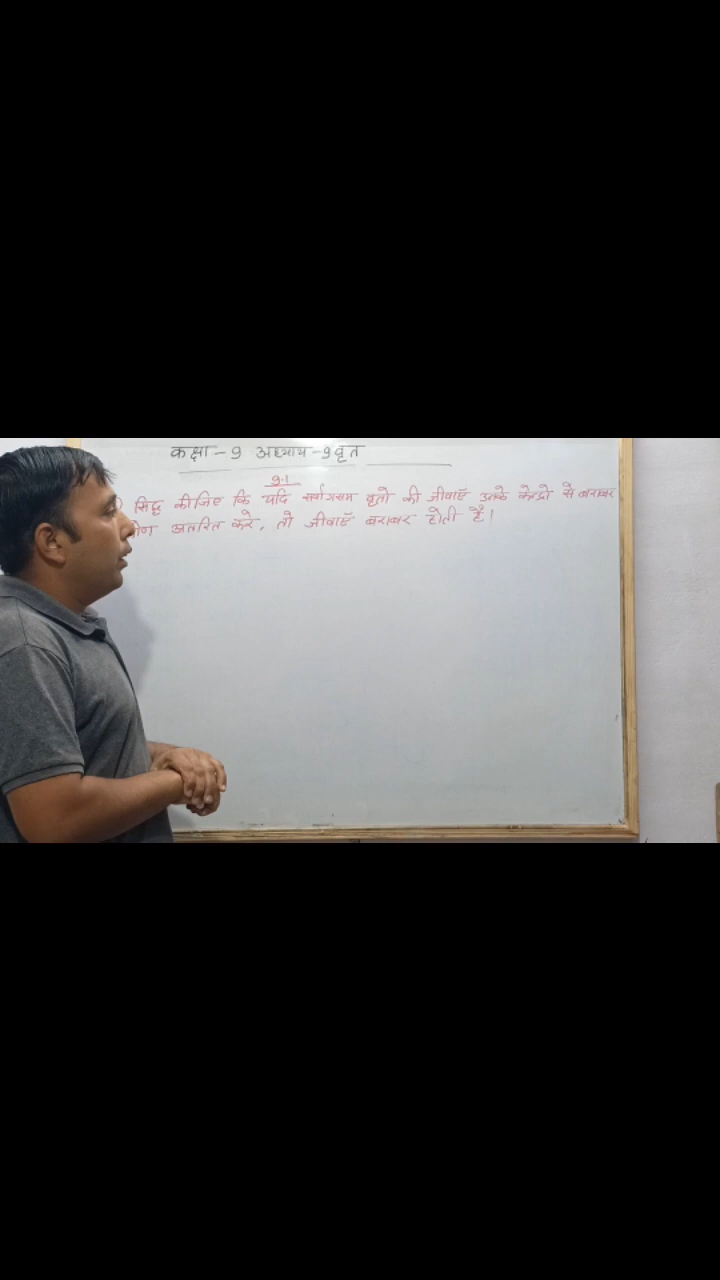 कक्षा - 9 अध्याय - 9 वृत
9.1
सिद्ध कीजिए कि यदि सर्वांगसम वृतो की जीवाएँ उनके केन्द्रो से बराबर
अंतरित करे, तो जीवाएँ बराबर होती है।